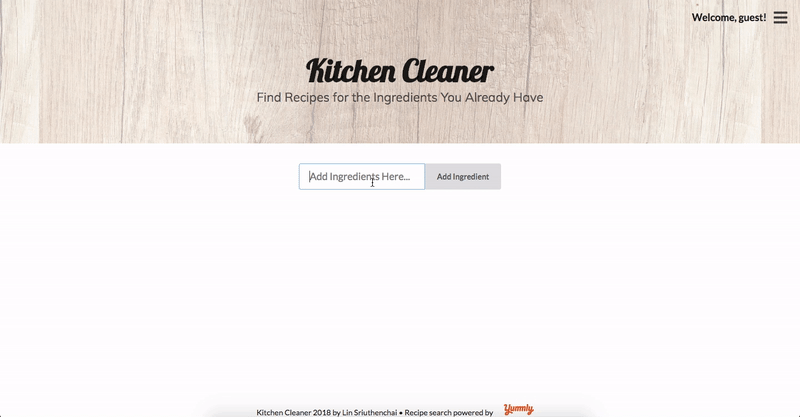 Welcome, guest!
Kitchen Cleaner
Find Recipes for the Ingredients You Already Have
Add Ingredients Here...
Add Ingredient
Kitchen Cleaner 2018 by Lin Sriuthenchai • Recipe search powered by Yummly